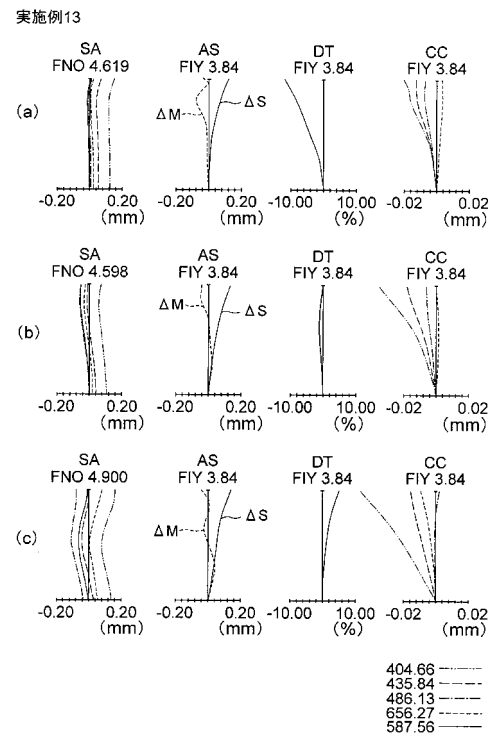 実施例13
SA AS DT CC
FNO 4.619 FIY 3.84 FIY 3.84 FIY 3.84
(a)
ΔM ΔS
-0.20 0.20 -0.20 0.20 -10.00 10.00 -0.02 0.02
(mm) (mm) (%) (mm)
SA AS DT CC
FNO 4.598 FIY 3.84 FIY 3.84 FIY 3.84
(b)
ΔM ΔS
-0.20 0.20 -0.20 0.20 -10.00 10.00 -0.02 0.02
(mm) (mm) (%) (mm)
SA AS DT CC
FNO 4.900 FIY 3.84 FIY 3.84 FIY 3.84
(c)
ΔM ΔS
-0.20 0.20 -0.20 0.20 -10.00 10.00 -0.02 0.02
(mm) (mm) (%) (mm)
404.66
435.84
486.13
656.27
587.56